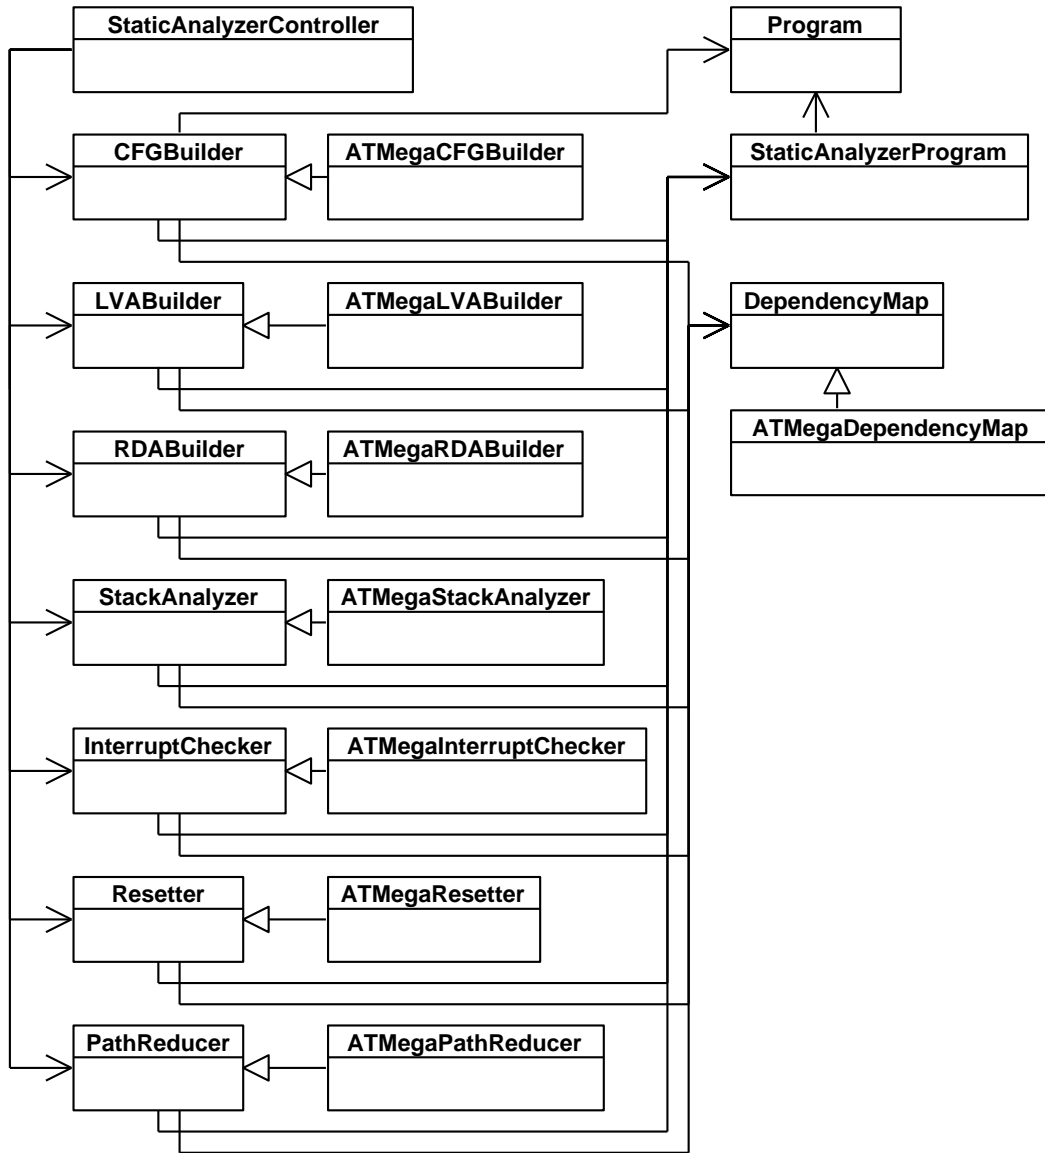 StaticAnalyzerController
Program
CFGBuilder
ATMegaCFGBuilder
StaticAnalyzerProgram
LVABuilder
ATMegaLVABuilder
DependencyMap
ATMegaDependencyMap
RDABuilder
ATMegaRDABuilder
StackAnalyzer
ATMegaStackAnalyzer
InterruptChecker
ATMegaInterruptChecker
Resetter
ATMegaResetter
PathReducer
ATMegaPathReducer